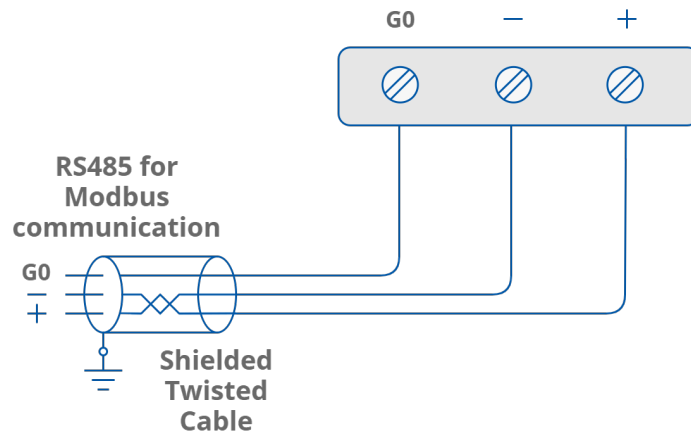 G0 − +
RS485 for
Modbus
communication
G0
−
+
Shielded
Twisted
Cable